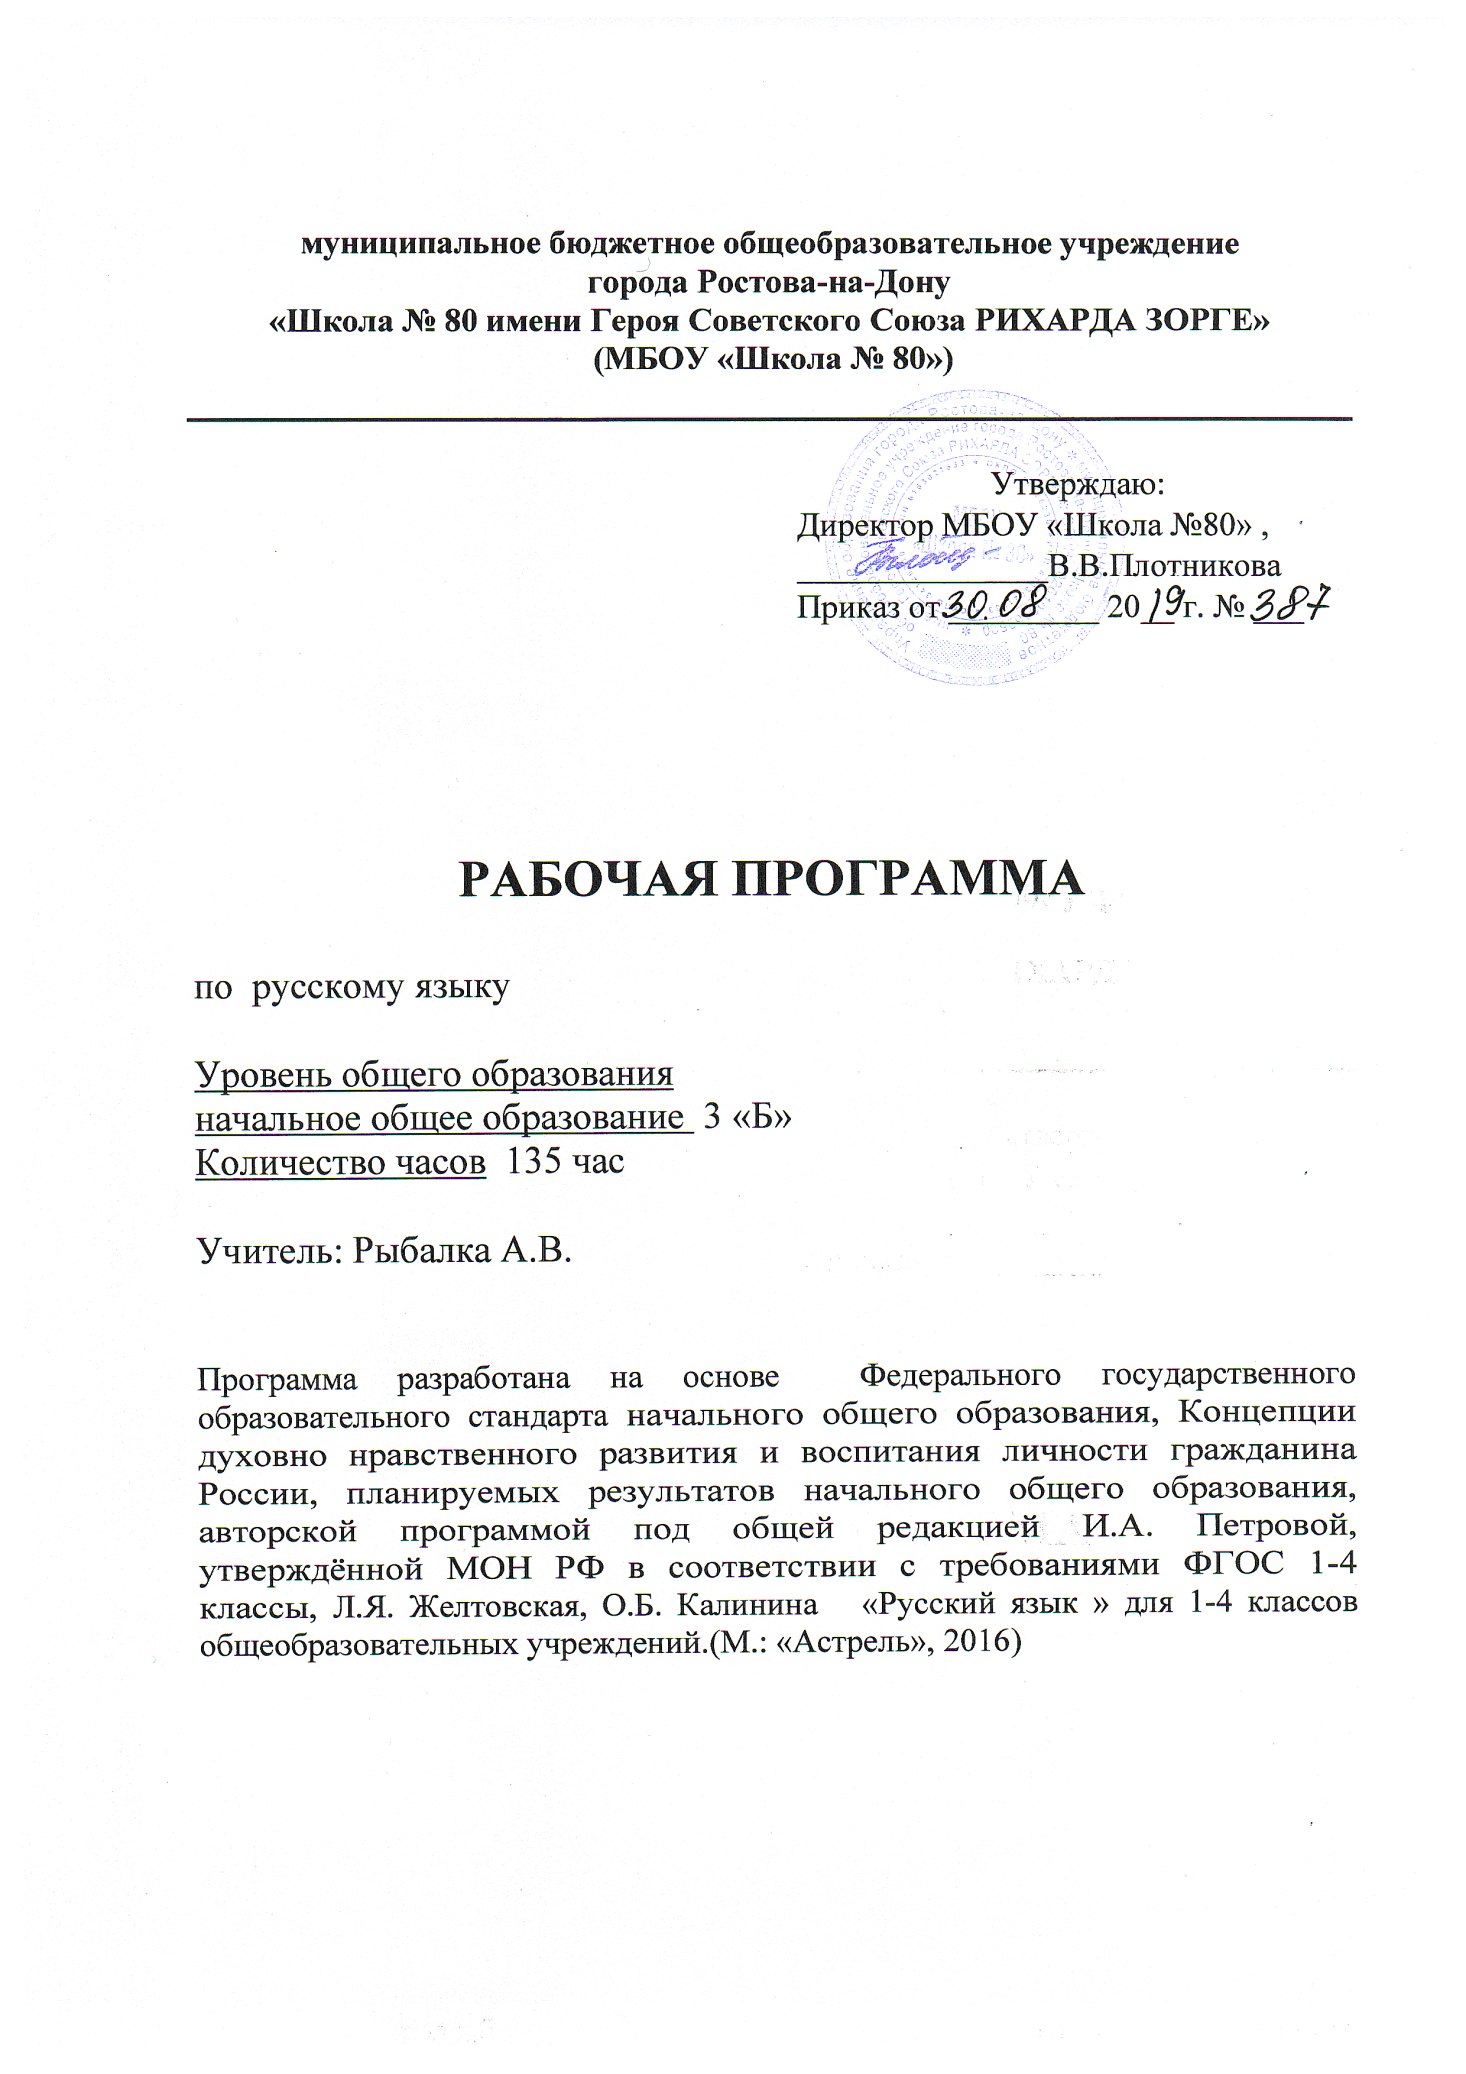 муниципальное бюджетное общеобразовательное учреждение
города Ростова-на-Дону
«Школа № 80 имени Героя Советского Союза РИХАРДА ЗОРГЕ»
(МБОУ «Школа № 80»)
Утверждаю:
Директор МБОУ «Школа №80» ,
В.В.Плотникова
Приказ от 30.08 2019г. № 387
РАБОЧАЯ ПРОГРАММА
по русскому языку
Уровень общего образования
начальное общее образование 3 «Б»
Количество часов 135 час
Учитель: Рыбалка А.В.
Программа разработана на основе Федерального государственного
образовательного стандарта начального общего образования, Концепции
духовно нравственного развития и воспитания личности гражданина
России, планируемых результатов начального общего образования,
авторской программой под общей редакцией И.А. Петровой,
утверждённой МОН РФ в соответствии с требованиями ФГОС 1-4
классы, Л.Я. Желтовская, О.Б. Калинина «Русский язык » для 1-4 классов
общеобразовательных учреждений.(М.: «Астрель», 2016)